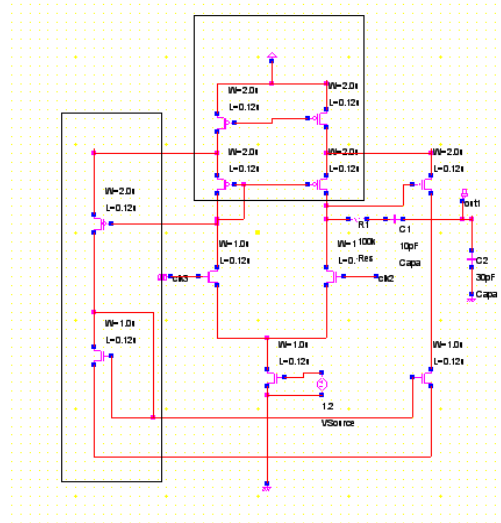 W=2.0u
L=0.12u
W=2.0u
L=0.12u
W=2.0u
L=0.12u
W=2.0u
L=0.12u
W=2.0u
L=0.12u
W=2.0u
L=0.12u
out1
R1
100k
Res
C1
10pF
Capa
C2
30pF
Capa
W=1.0u
L=0.12u
W=1
L=0.
clk3
clk2
W=1.0u
L=0.12u
W=1.0u
L=0.12u
W=1.0u
L=0.12u
1.2
VSource